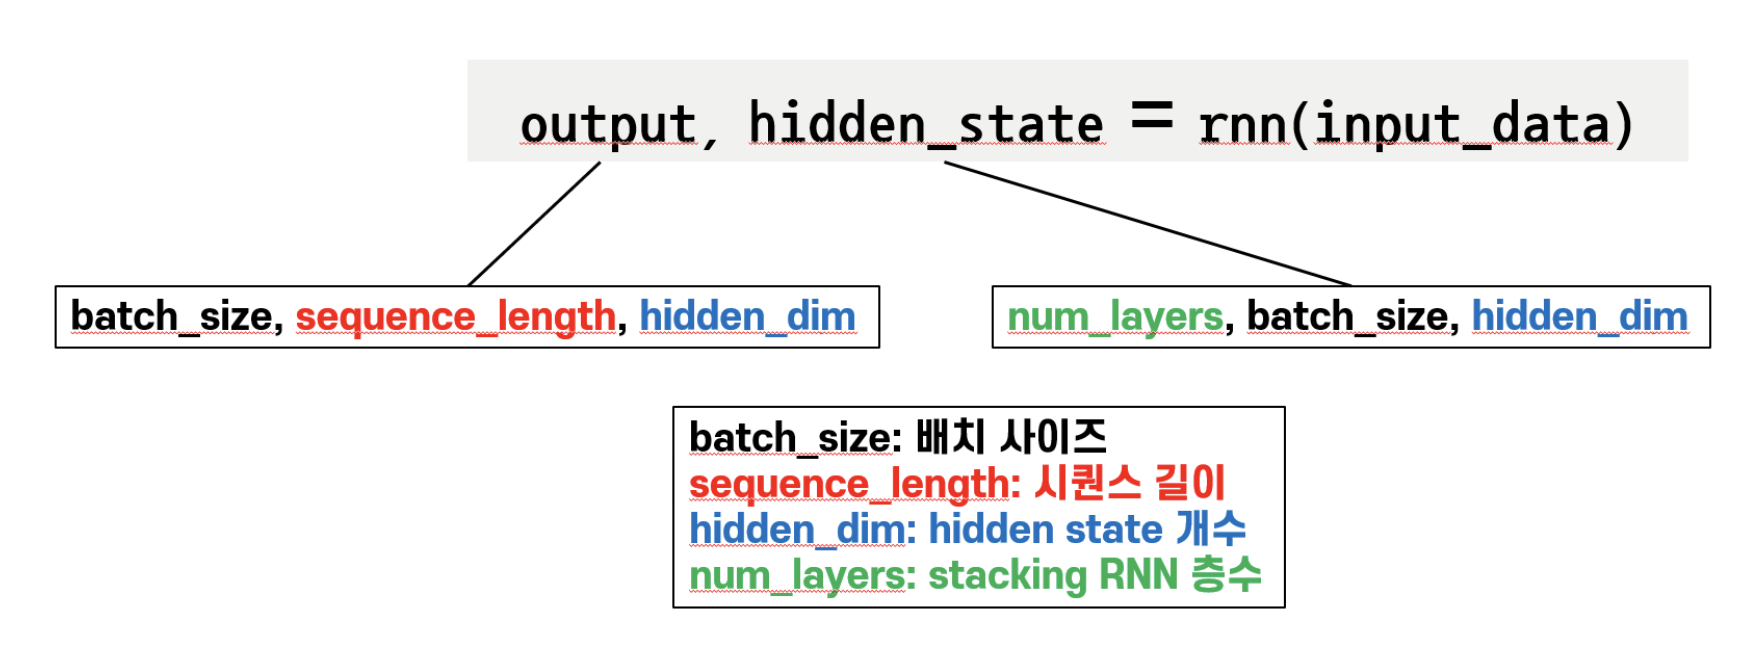 output, hidden_state = rnn(input_data)
batch_size, sequence_length, hidden_dim
num_layers, batch_size, hidden_dim
batch_size: 배치 사이즈
sequence_length: 시퀀스 길이
hidden_dim: hidden state 개수
num_layers: stacking RNN 층수